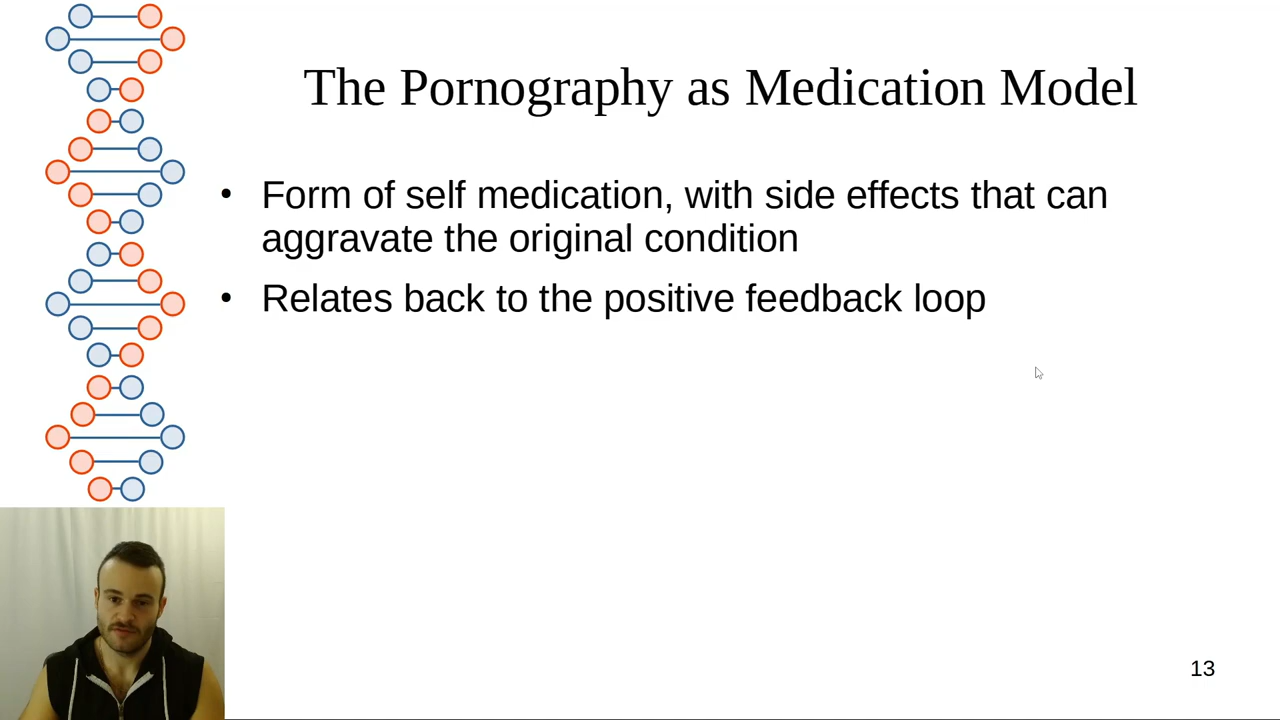 The Pornography as Medication Model
• Form of self medication, with side effects that can
aggravate the original condition
• Relates back to the positive feedback loop
13